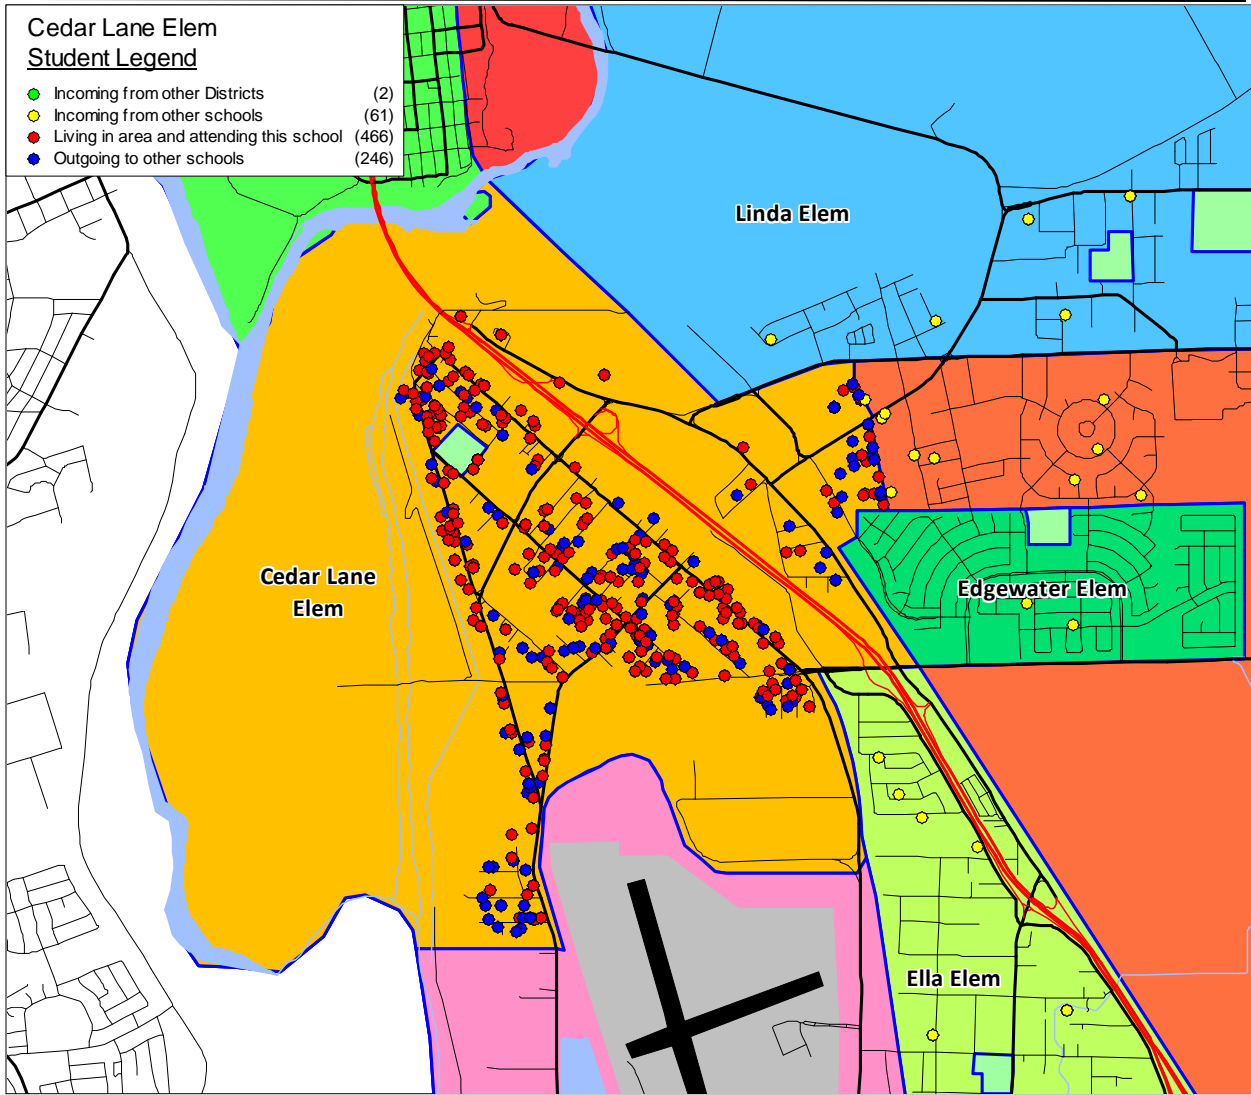 Cedar Lane Elem
Student Legend
Incoming from other Districts (2)
Incoming from other schools (61)
Living in area and attending this school (466)
Outgoing to other schools (246)
Linda Elem
Cedar Lane
Elem
Edgewater Elem
Ella Elem